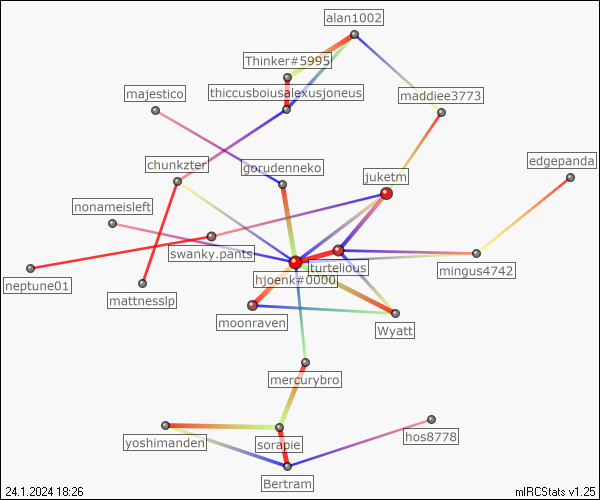 alan1002
Thinker#5995
majestico
thiccusboiusalexusjoneus
maddiee3773
edgepanda
chunkzter
gorudenneko
juketm
nonameisleft
swanky.pants
iturtelious
mingus4742
neptune01
hjoenk#0000
mattnesslp
moonraven
Wyatt
mercurybro
yoshimanden
sorapie
hos8778
Bertram
24.1.2024 18:26
mIRCStats v1.25